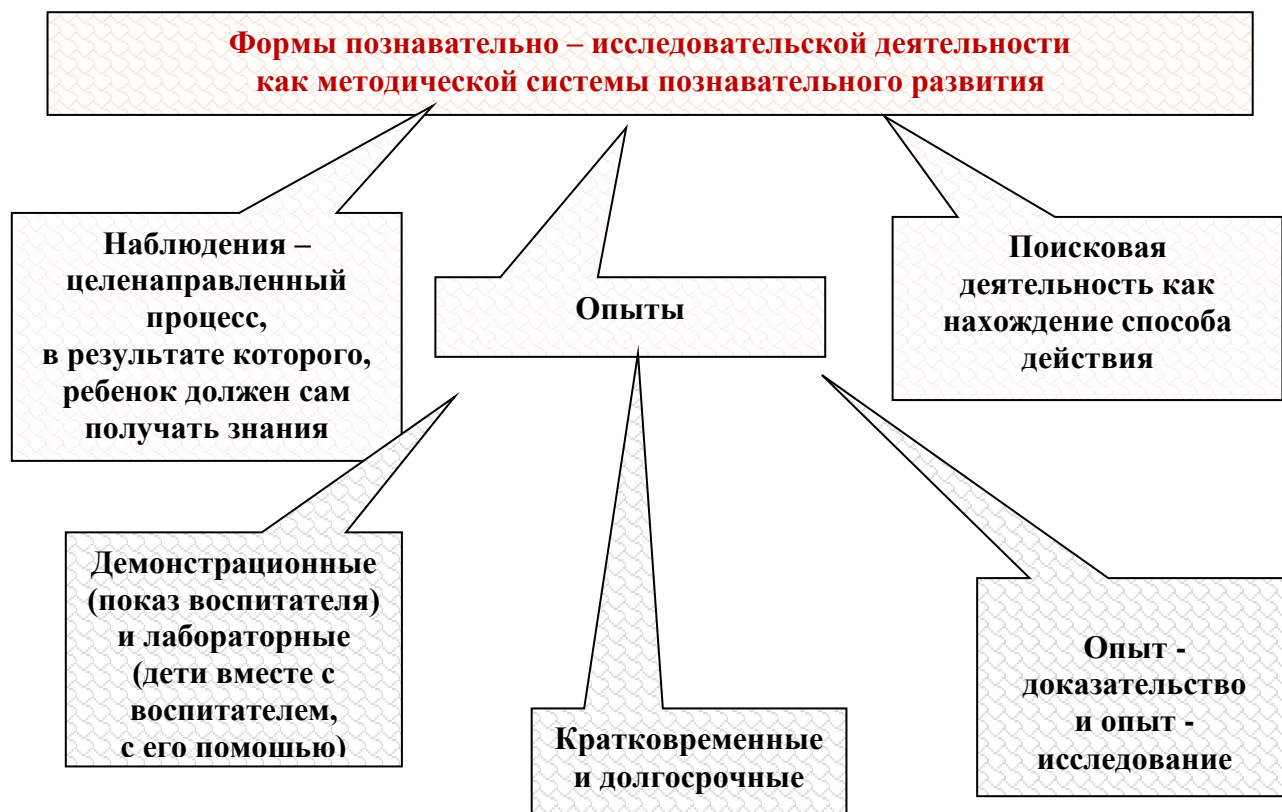 Формы познавательно – исследовательской деятельности
как методической системы познавательного развития
Наблюдения –
целенаправленный
процесс,
в результате которого,
ребенок должен сам
получать знания
Опыты
Поисковая
деятельность как
нахождение способа
действия
Демонстрационные
(показ воспитателя)
и лабораторные
(дети вместе с
воспитателем,
с его помошью)
Кратковременные
и долгосрочные
Опыт -
доказательство
и опыт -
исследование